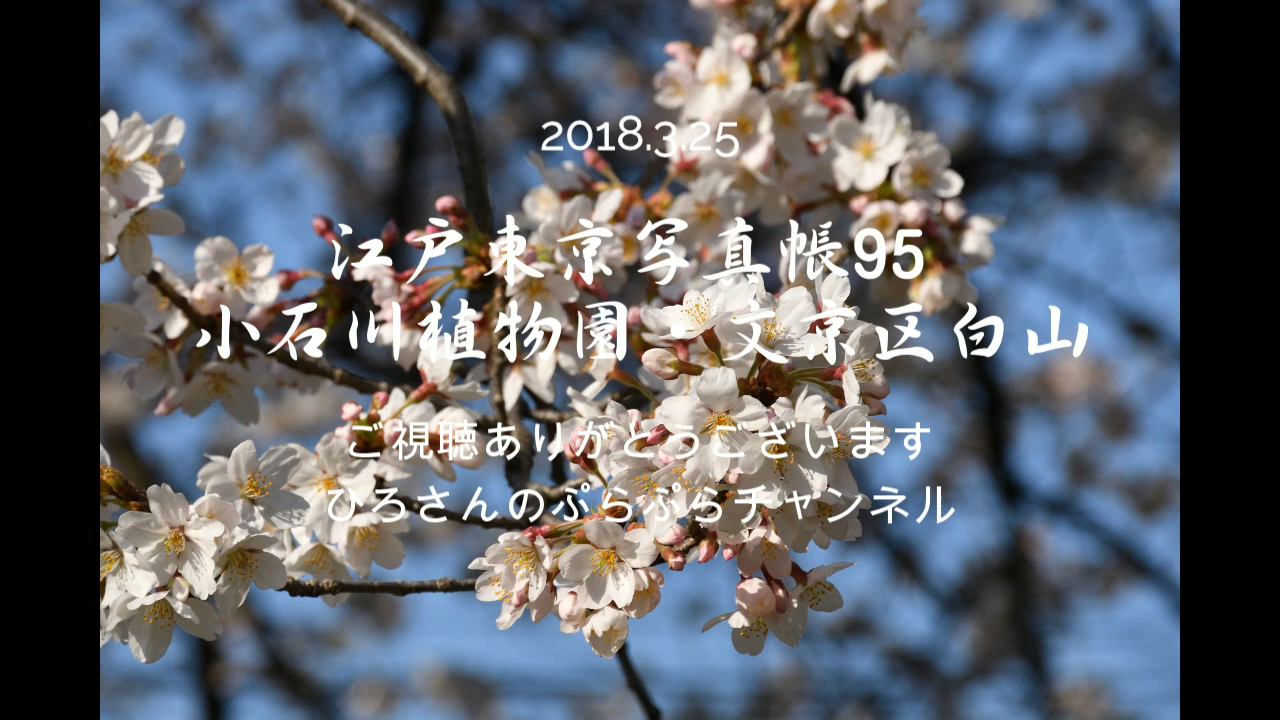 2018.3.25
江戸東京写真帳95
小石川植物園・文京区白山
ご視聴ありがとうございます
ひろさんのぷらぷらチャンネル